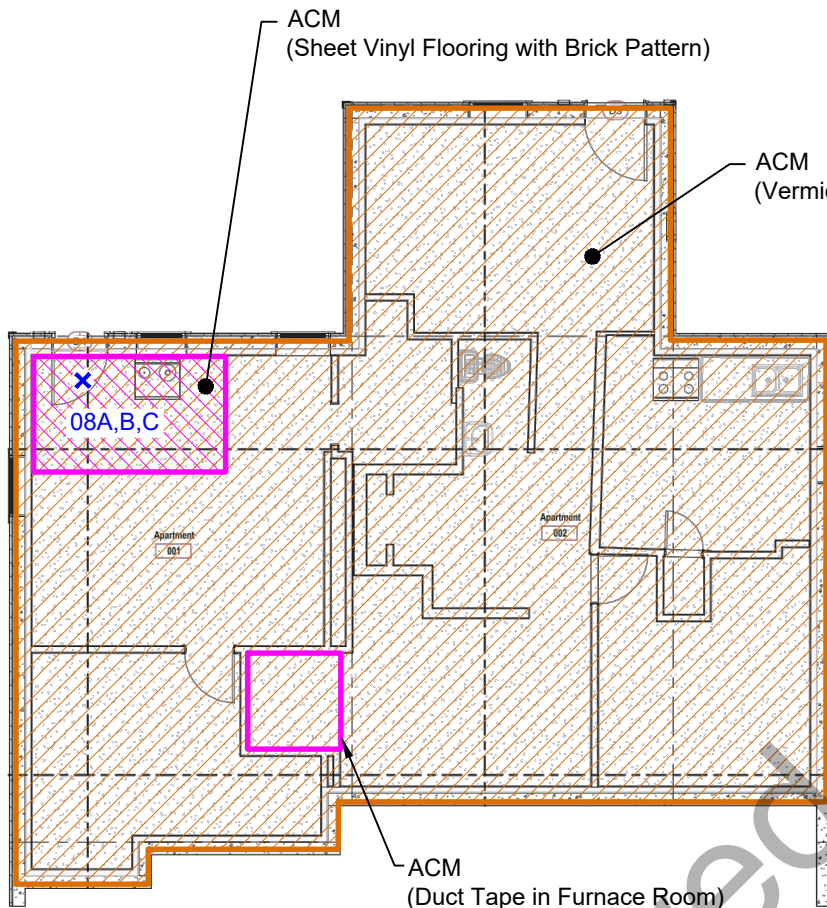 ACM
(Sheet Vinyl Flooring with Brick Pattern)
ACM
08A,B,C
Apartment
001
Apartment
002
ACM
(Duct Tape in Furnace Room)